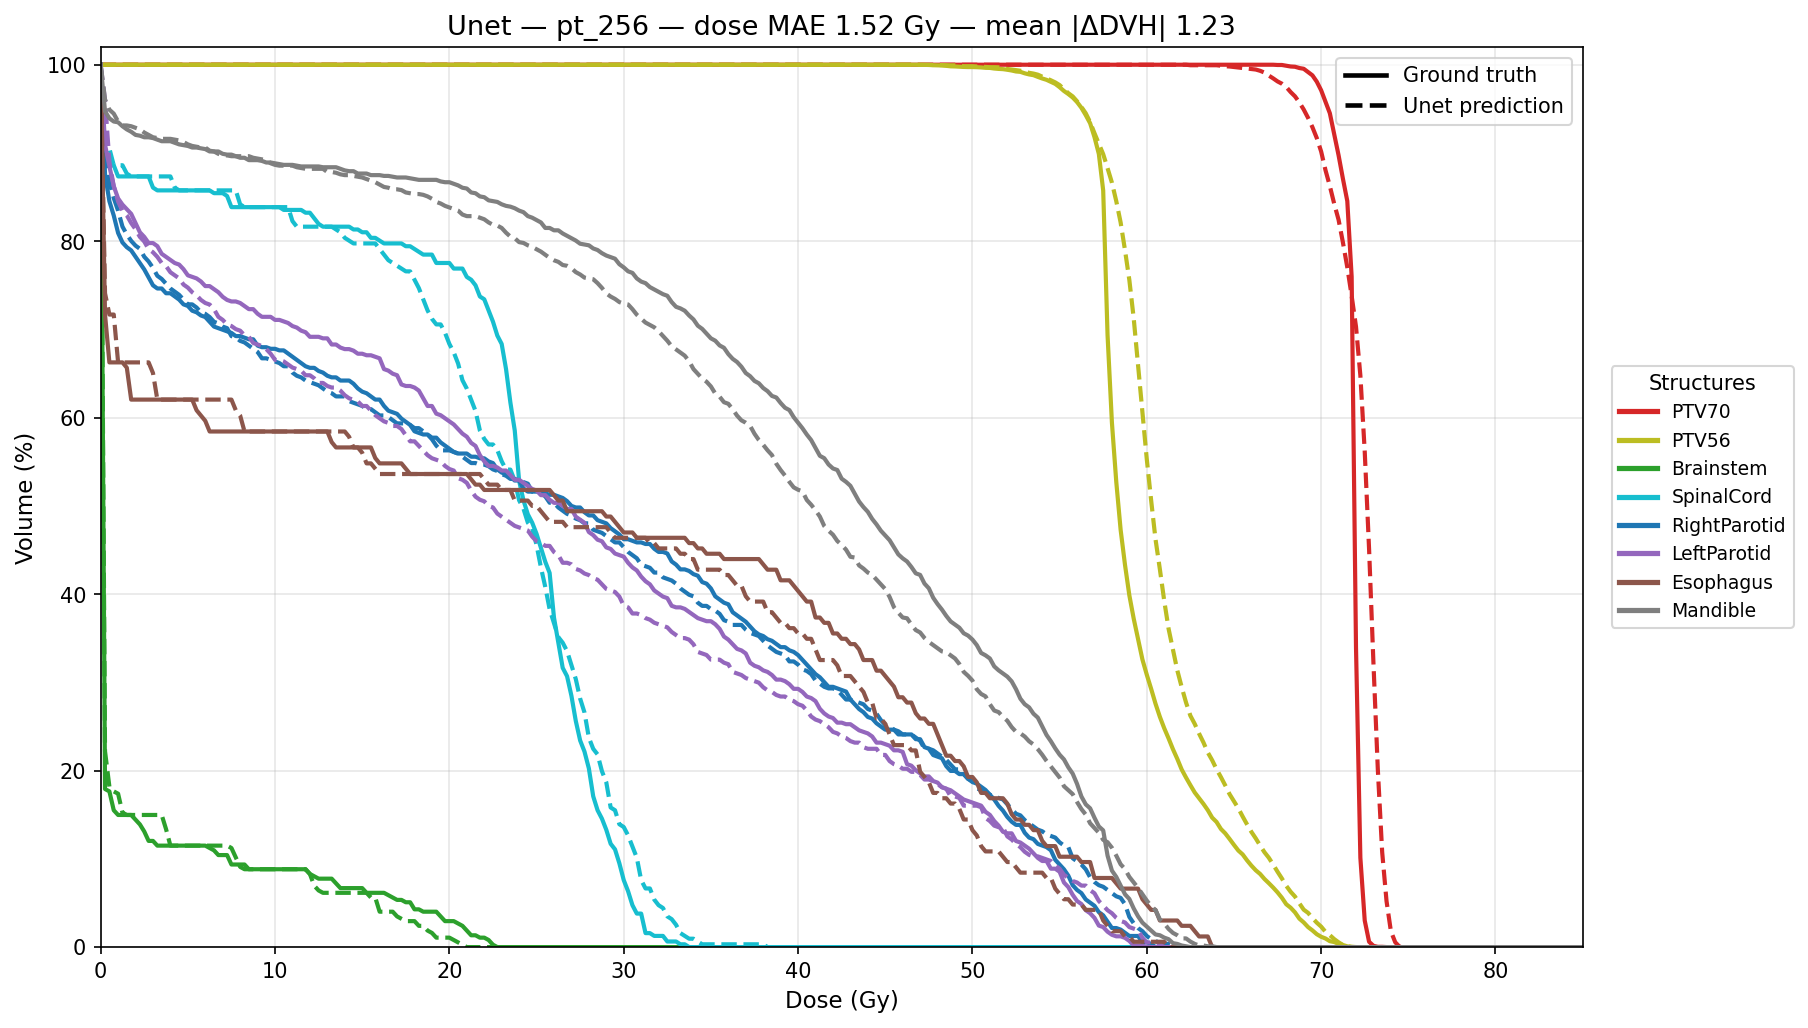 Unet — pt_256 — dose MAE 1.52 Gy — mean |ΔDVH| 1.23
Ground truth
Unet prediction
Volume (%)
100
80
60
40
20
0
0 10 20 30 40 50 60 70 80
Dose (Gy)
Structures
PTV70
PTV56
Brainstem
SpinalCord
RightParotid
LeftParotid
Esophagus
Mandible